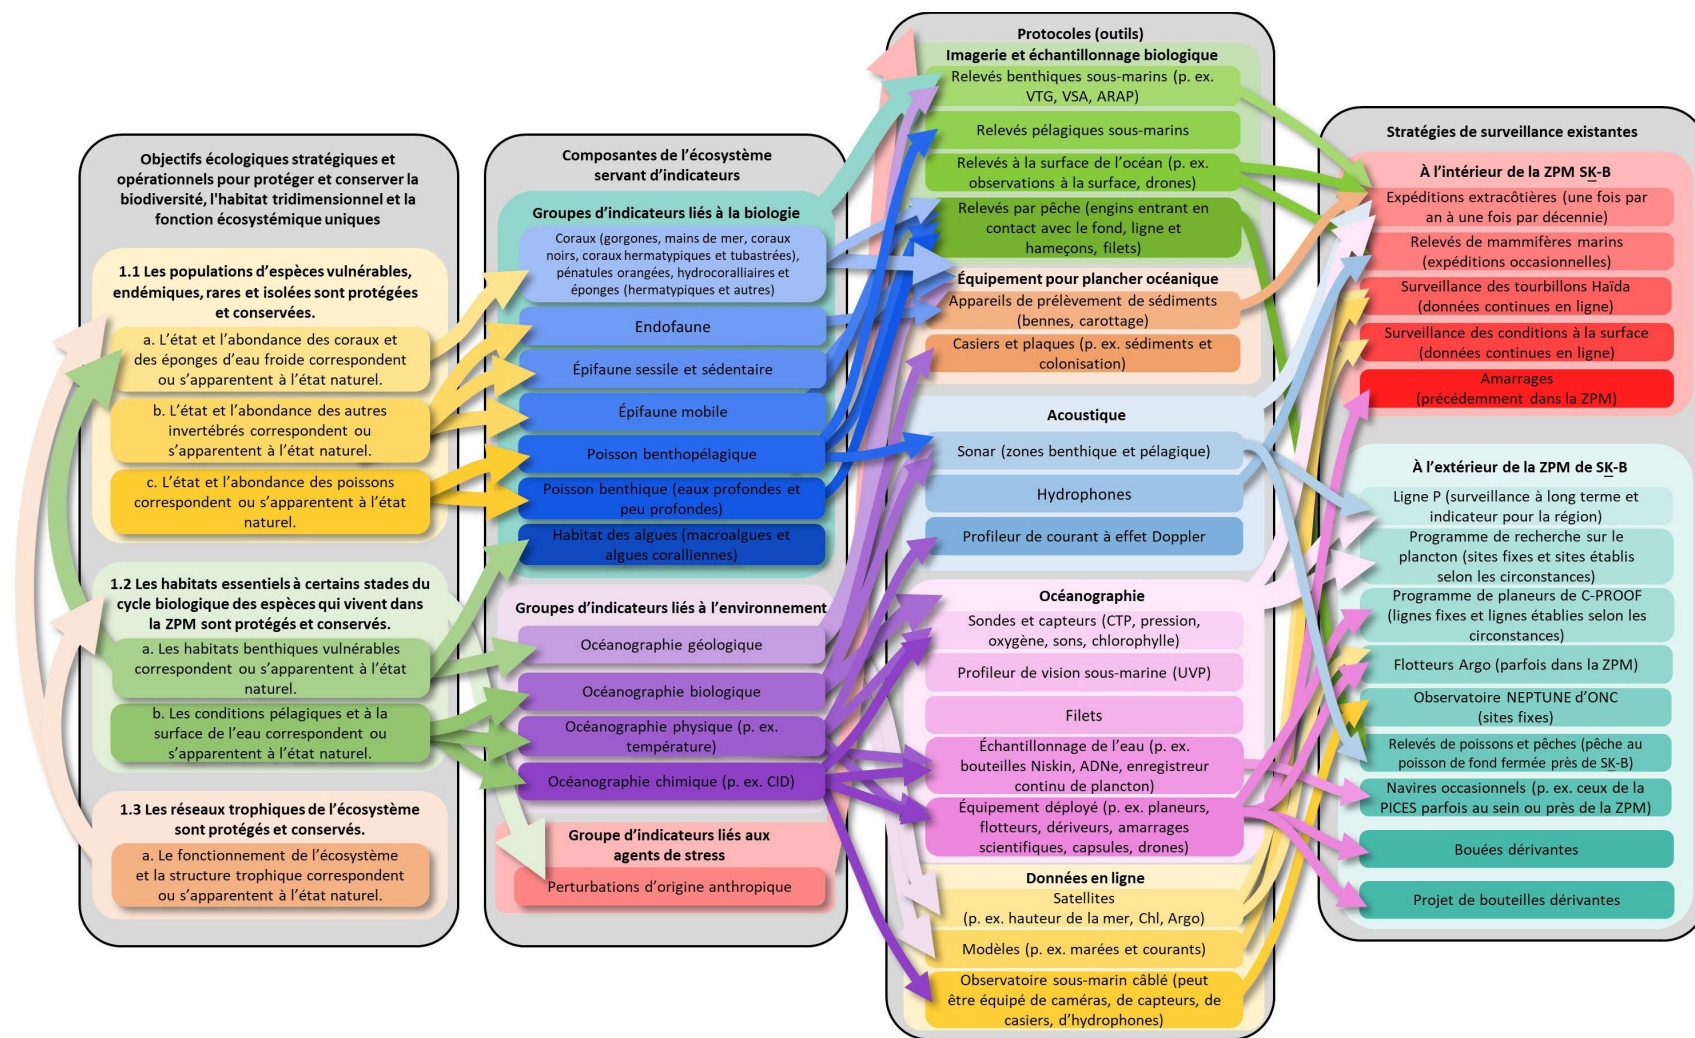 Objectifs écologiques stratégiques et
opérationnels pour protéger et conserver la
biodiversité, l'habitat tridimensionnel et la
fonction écosystémique uniques
1.1 Les populations d’espèces vulnérables,
endémiques, rares et isolées sont protégées
et conservées.
a. L’état et l’abondance des coraux et
des éponges d’eau froide correspondent
ou s’apparentent à l’état naturel.
b. L’état et l’abondance des autres
invertébrés correspondent ou
s’apparentent à l’état naturel.
c. L’état et l’abondance des poissons
correspondent ou s’apparentent à l’état
naturel.
1.2 Les habitats essentiels à certains stades du
cycle biologique des espèces qui vivent dans
la ZPM sont protégés et conservés.
a. Les habitats benthiques vulnérables
correspondent ou s’apparentent à l’état
naturel.
b. Les conditions pélagiques et à la
surface de l’eau correspondent ou
s’apparentent à l’état naturel.
1.3 Les réseaux trophiques de l’écosystème
sont protégés et conservés.
a. Le fonctionnement de l’écosystème
et la structure trophique correspondent
ou s’apparentent à l’état naturel.
Composantes de l’écosystème
servant d’indicateurs
Groupes d’indicateurs liés à la biologie
Coraux (gorgones, mains de mer, coraux
noirs, coraux hermatypiques et tubastrées),
pénatules orangées, hydrocoralliaires et
éponges (hermatypiques et autres)
Endofaune
Épifaune sessile et sédentaire
Épifaune mobile
Poisson benthopélagique
Poisson benthique (eaux profondes et
peu profondes)
Habitat des algues (macroalgues et
algues coralliennes)
Groupes d’indicateurs liés à l’environnement
Océanographie géologique
Océanographie biologique
Océanographie physique (p. ex.
température)
Océanographie chimique (p. ex. CID)
Groupe d’indicateurs liés aux
agents de stress
Perturbations d’origine anthropique
Protocoles (outils)
Imagerie et échantillonnage biologique
Relevés benthiques sous-marins (p. ex.
VTG, VSA, ARAP)
Relevés pélagiques sous-marins
Relevés à la surface de l’océan (p. ex.
observations à la surface, drones)
Relevés par pêche (engins entrant en
contact avec le fond, ligne et
hameçons, filets)
Équipement pour plancher océanique
Appareils de prélèvement de sédiments
(bennes, carottage)
Casiers et plaques (p. ex. sédiments et
colonisation)
Acoustique
Sonar (zones benthique et pélagique)
Hydrophones
Profileur de courant à effet Doppler
Océanographie
Sondes et capteurs (CTP, pression,
oxygène, sons, chlorophylle)
Profileur de vision sous-marine (UVP)
Filets
Échantillonnage de l’eau (p. ex.
bouteilles Niskin, ADNe, enregistreur
continu de plancton)
Équipement déployé (p. ex. planeurs,
flotteurs, dériveurs, amarrages
scientifiques, capsules, drones)
Données en ligne
Satellites
(p. ex. hauteur de la mer, Chl, Argo)
Modèles (p. ex. marées et courants)
Observatoire sous-marin câblé (peut
être équipé de caméras, de capteurs, de
casiers, d’hydrophones)
Stratégies de surveillance existantes
À l’intérieur de la ZPM SK-B
Expéditions extracôtières (une fois par
an à une fois par décennie)
Relevés de mammifères marins
(expéditions occasionnelles)
Surveillance des tourbillons Haïda
(données continues en ligne)
Surveillance des conditions à la surface
(données continues en ligne)
Amarrages
(précédemment dans la ZPM)
À l’extérieur de la ZPM de SK-B
Ligne P (surveillance à long terme et
indicateur pour la région)
Programme de recherche sur le
plancton (sites fixes et sites établis
selon les circonstances)
Programme de planeurs de C-PROOF
(lignes fixes et lignes établies selon les
circonstances)
Flotteurs Argo (parfois dans la ZPM)
Observatoire NEPTUNE d’ONC
(sites fixes)
Relevés de poissons et pêches (pêche au
poisson de fond fermée près de SK-B)
Navires occasionnels (p. ex. ceux de la
PICES parfois au sein ou près de la ZPM)
Bouées dérivantes
Projet de bouteilles dérivantes